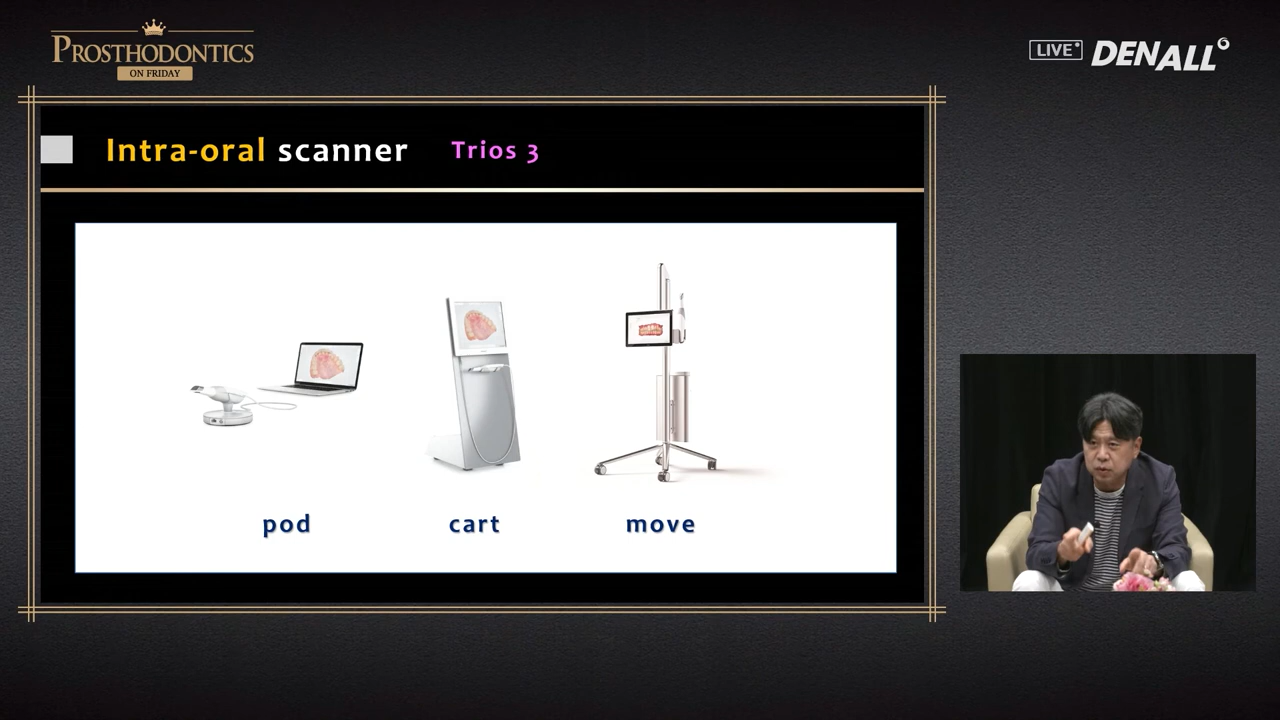 PROSTHODONTICS
ON FRIDAY
LIVE
DENALL
Intra-oral scanner Trios 3
pod
cart
move